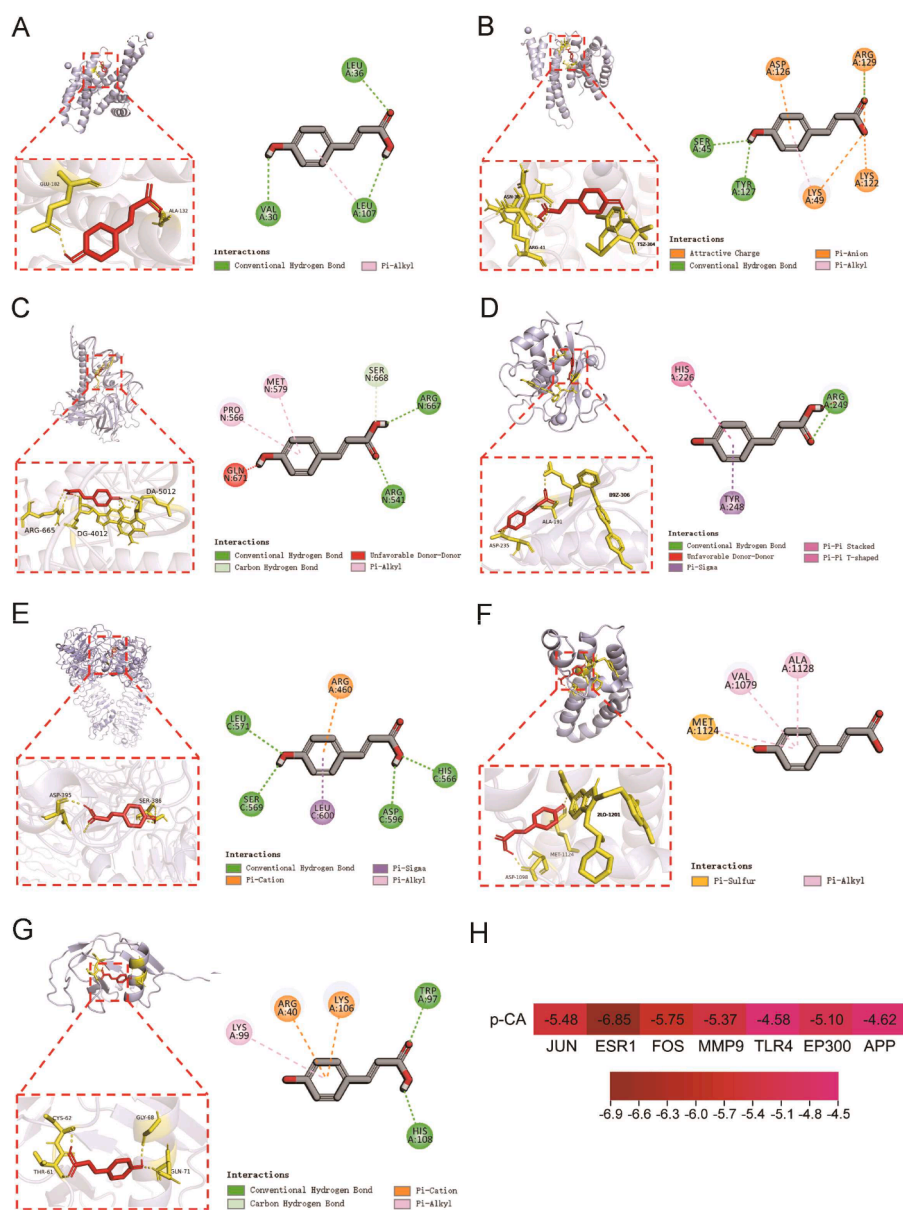 A
LEU
A:36
VAL
A:30
LEU
A:107
GLU-102
ALA-132
Interactions
Conventional Hydrogen Bond
Pi-Alkyl
B
ASP
A:126
ARG
A:129
SER
A:45
TYR
A:127
LYS
A:49
LYS
A:122
ARG-41
Interactions
Attractive Charge
Conventional Hydrogen Bond
Pi-Anion
Pi-Alkyl
C
MET
N:579
SER
N:668
PRO
N:566
ARG
N:667
GLN
N:671
ARG
N:541
DA-5012
ARG-665
DG-4012
Interactions
Conventional Hydrogen Bond
Carbon Hydrogen Bond
Unfavorable Donor-Donor
Pi-Alkyl
D
HIS
A:226
ARG
A:249
TYR
A:248
ALA-191
ASP-235
Interactions
Conventional Hydrogen Bond
Unfavorable Donor-Donor
Pi-Sigma
Pi-Pi Stacked
Pi-Pi T-shaped
E
ARG
A:460
LEU
C:571
SER
C:569
LEU
C:600
ASP
C:596
HIS
C:566
ASP-395
SER-386
Interactions
Conventional Hydrogen Bond
Pi-Cation
Pi-Sigma
Pi-Alkyl
F
VAL
A:1079
ALA
A:1128
MET
A:1124
2LO-1201
MET-1124
ASP-1098
Interactions
Pi-Sulfur
Pi-Alkyl
G
LYS
A:99
ARG
A:40
LYS
A:106
TRP
A:97
HIS
A:108
CYS-62
GLY-68
THR-61
GLN-71
Interactions
Conventional Hydrogen Bond
Carbon Hydrogen Bond
Pi-Cation
Pi-Alkyl
H
p-CA
-5.48 -6.85 -5.75 -5.37 -4.58 -5.10 -4.62
JUN ESR1 FOS MMP9 TLR4 EP300 APP
-6.9 -6.6 -6.3 -6.0 -5.7 -5.4 -5.1 -4.8 -4.5